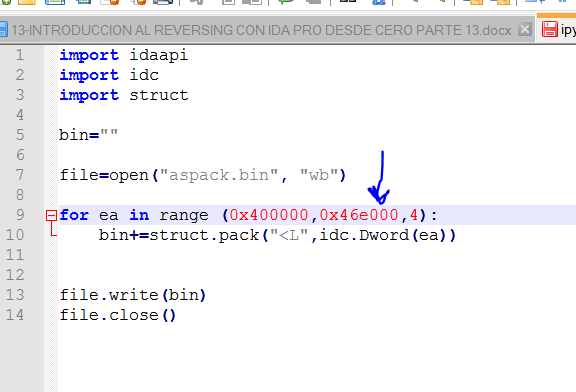 13-INTRODUCCION AL REVERSING CON IDA PRO DESDE CERO PARTE 13.docx ipy
1 import idaapi
2 import idc
3 import struct
4
5 bin=""
6
7 file=open("aspack.bin", "wb")
8
9 for ea in range (0x400000,0x46e000,4):
10 bin+=struct.pack("<L",idc.Dword(ea))
11
12
13 file.write(bin)
14 file.close()